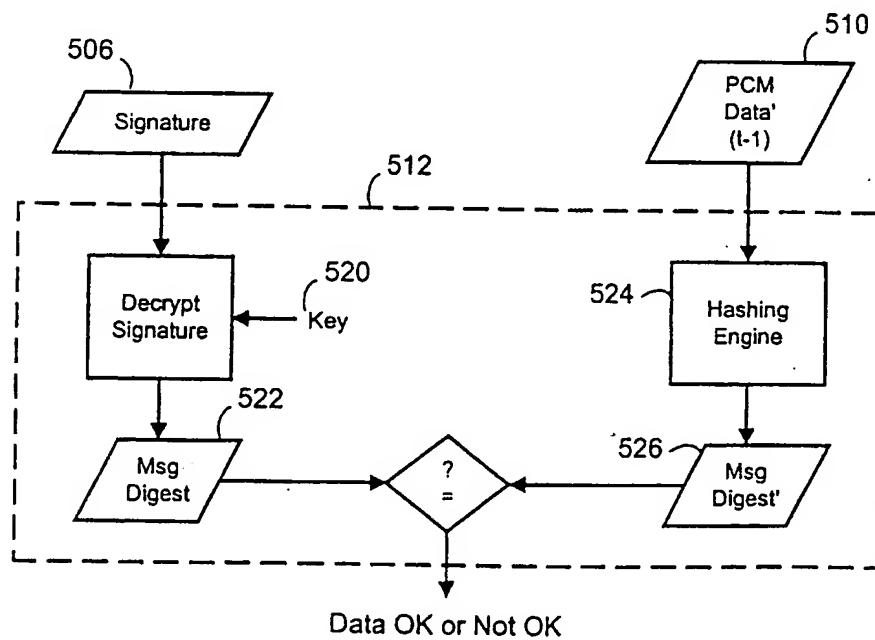 506
510
Signature
PCM
Data'
(t-1)
512
Decrypt
Signature
520
Key
524
Hashing
Engine
522
Msg
Digest
?
=
526
Msg
Digest'
Data OK or Not OK